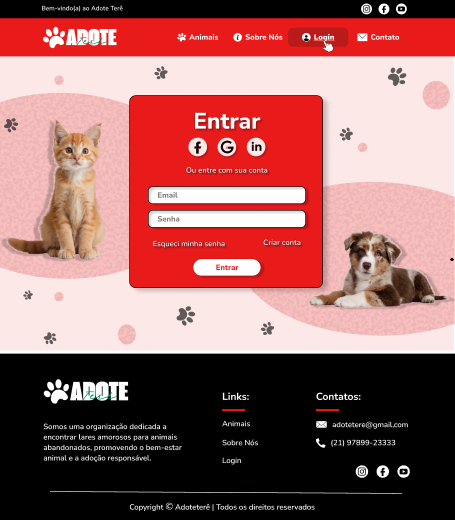 Bem-vindo(a) ao Adote Terê
ADOTE
Animais
Sobre Nós
Login
Contato
Entrar
G
in
Ou entre com sua conta
Email
Senha
Esqueci minha senha
Criar conta
Entrar
ADOTE
Somos uma organização dedicada a
encontrar lares amorosos para animais
abandonados, promovendo o bem-estar
animal e a adoção responsável.
Links:
Animais
Sobre Nós
Login
Contatos:
adotetere@gmail,com
(21) 97899-23333
Copyright © Adoteterê | Todos os direitos reservados